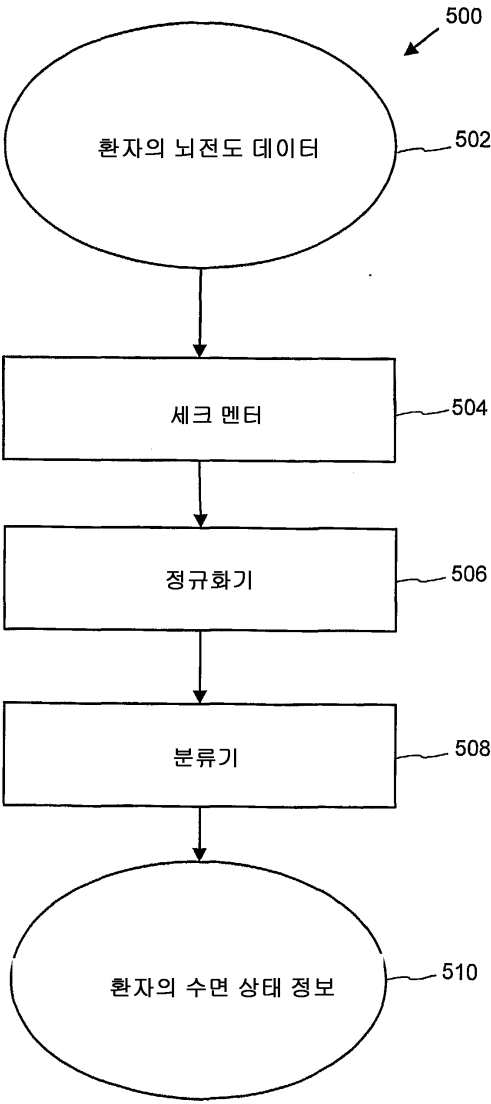 500
환자의 뇌전도 데이터
502
세크 멘터
504
정규화기
506
분류기
508
환자의 수면 상태 정보
510